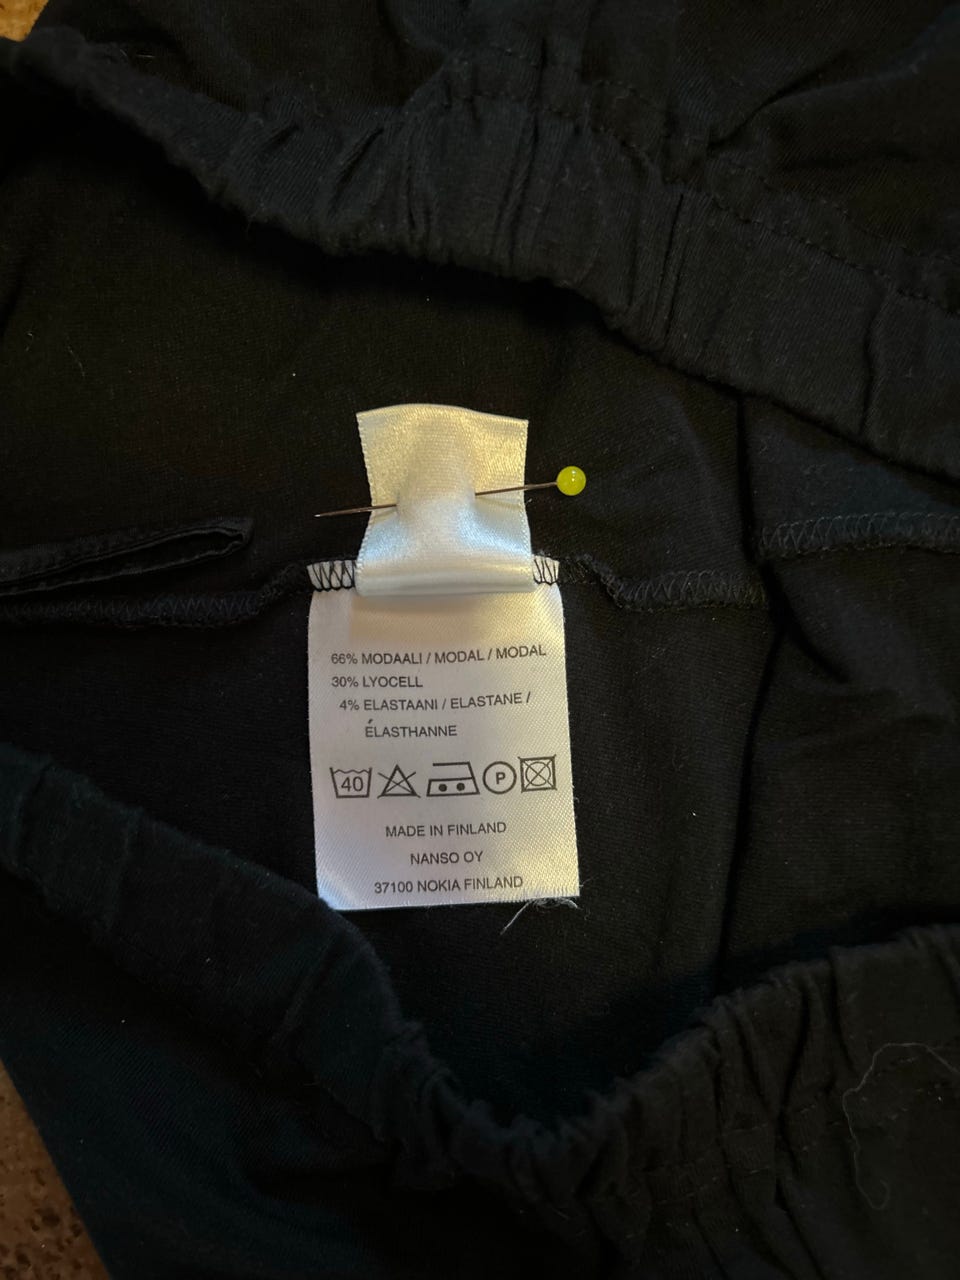 66% MODAALI / MODAL / MODAL
30% LYOCELL
4% ELASTAANI / ELASTANE /
ÉLASTHANNE
40 P
MADE IN FINLAND
NANSO OY
37100 NOKIA FINLAND